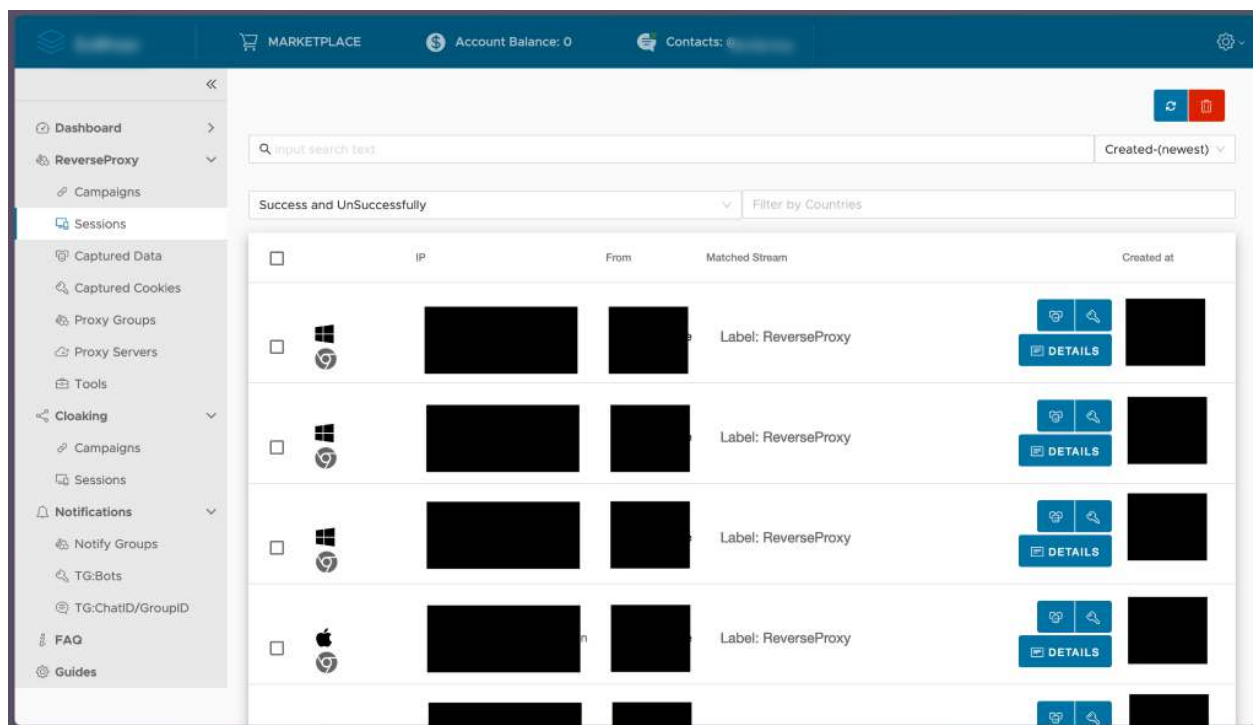 MARKETPLACE
Account Balance: 0
Contacts:
Dashboard
ReverseProxy
Campaigns
Sessions
Captured Data
Captured Cookies
Proxy Groups
Proxy Servers
Tools
Cloaking
Campaigns
Sessions
Notifications
Notify Groups
TG:Bots
TG:ChatID/GroupID
FAQ
Guides
input search text
Created-(newest)
Success and UnSuccessfully
Filter by Countries
IP From Matched Stream Created at
Label: ReverseProxy
DETAILS
Label: ReverseProxy
DETAILS
Label: ReverseProxy
DETAILS
Label: ReverseProxy
DETAILS